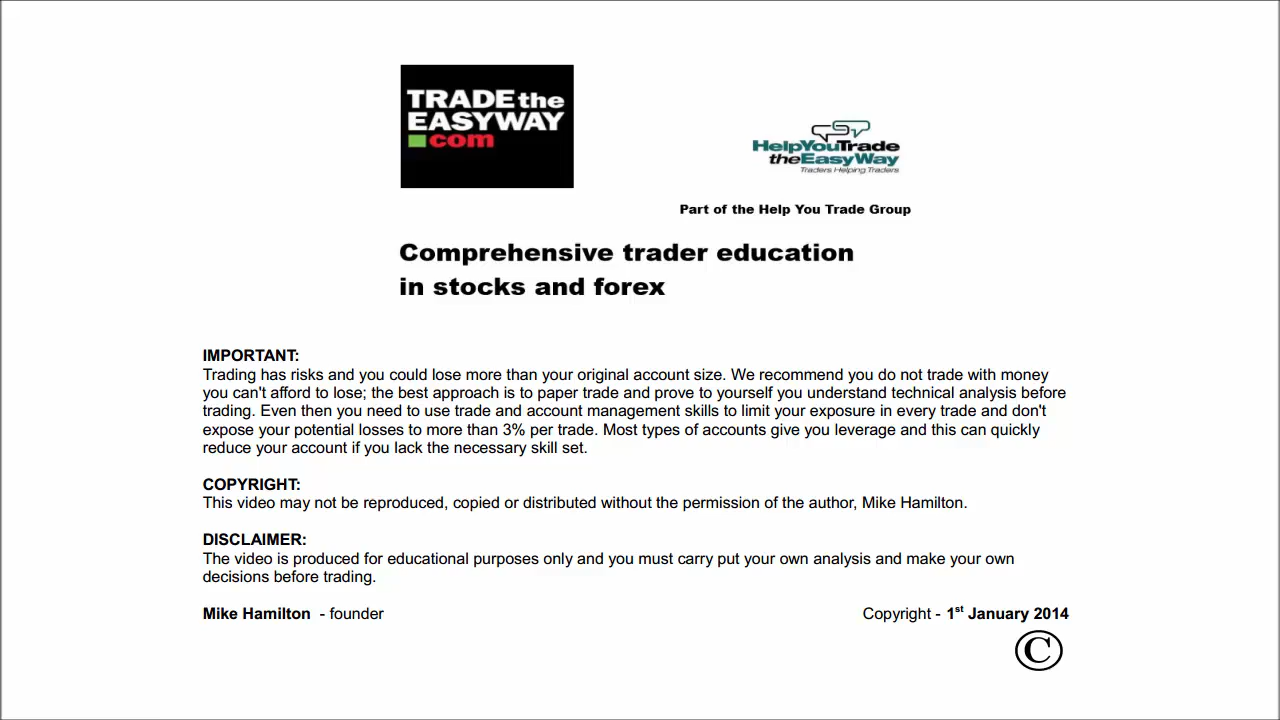 TRADEthe
EASYWAY
com
HelpYouTrade
theEasyWay
Traders Helping Traders
Part of the Help You Trade Group
Comprehensive trader education
in stocks and forex
IMPORTANT:
Trading has risks and you could lose more than your original account size. We recommend you do not trade with money
you can't afford to lose; the best approach is to paper trade and prove to yourself you understand technical analysis before
trading. Even then you need to use trade and account management skills to limit your exposure in every trade and don't
expose your potential losses to more than 3% per trade. Most types of accounts give you leverage and this can quickly
reduce your account if you lack the necessary skill set.
COPYRIGHT:
This video may not be reproduced, copied or distributed without the permission of the author, Mike Hamilton.
DISCLAIMER:
The video is produced for educational purposes only and you must carry put your own analysis and make your own
decisions before trading.
Mike Hamilton - founder Copyright - 1st January 2014
©